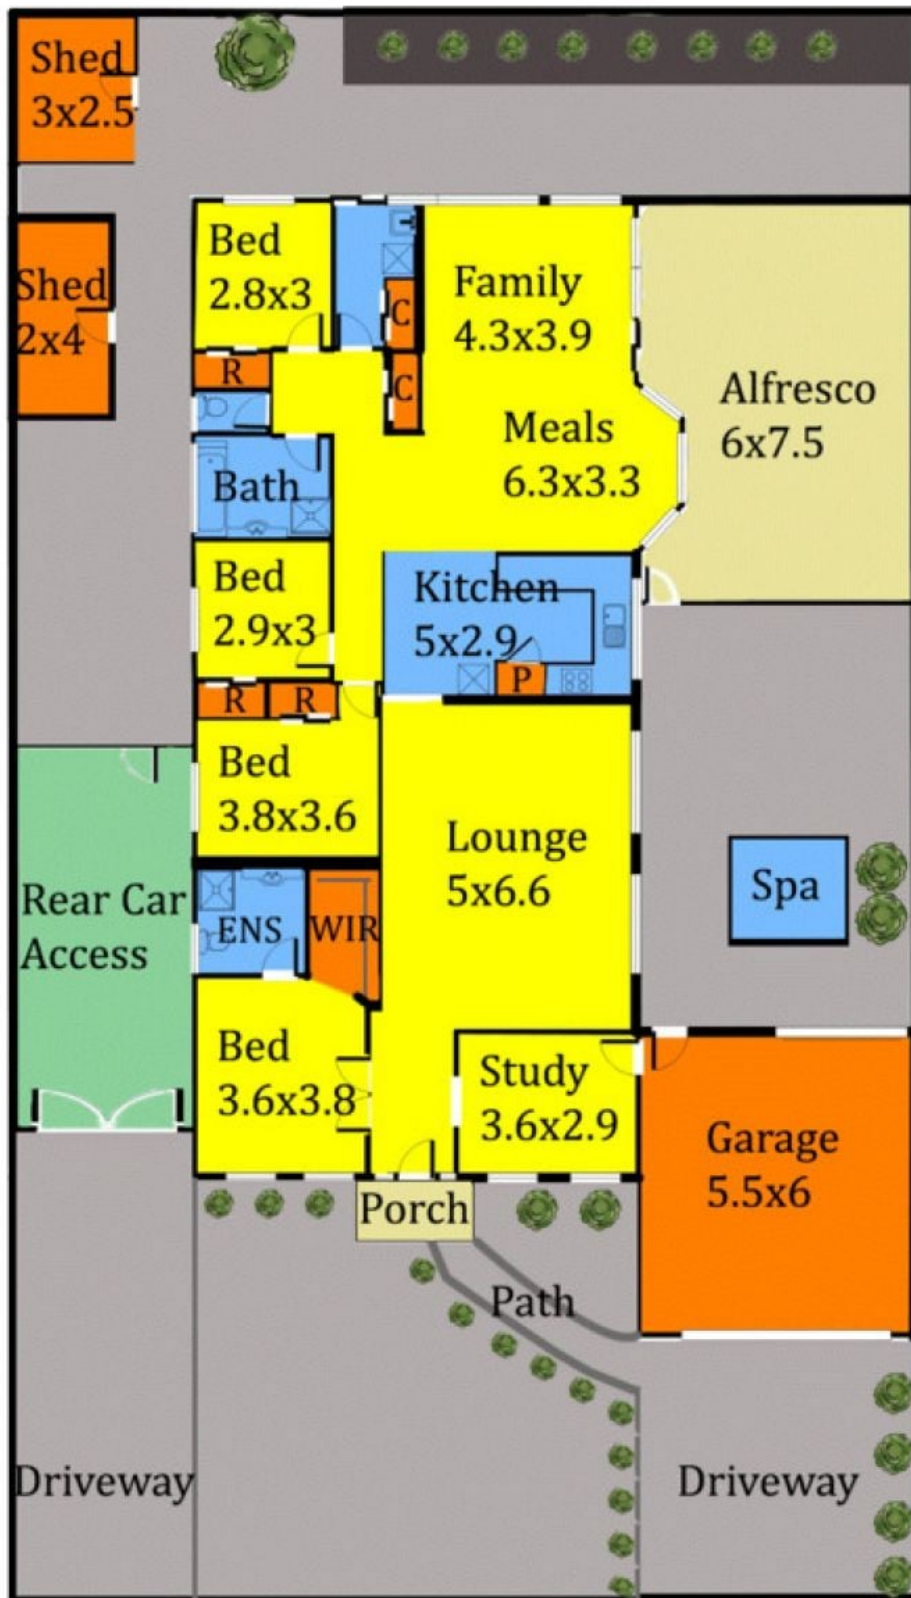 Shed
3x2.5
Bed
2.8x3
Family
4.3x3.9
C
Shed
2x4
R
C
Alfresco
6x7.5
Meals
6.3x3.3
Bath
Bed
2.9x3
Kitchen
5x2.9
P
R
R
Bed
3.8x3.6
Lounge
5x6.6
Spa
Rear Car
Access
ENS
WIR
Bed
3.6x3.8
Study
3.6x2.9
Garage
5.5x6
Porch
Path
Driveway
Driveway